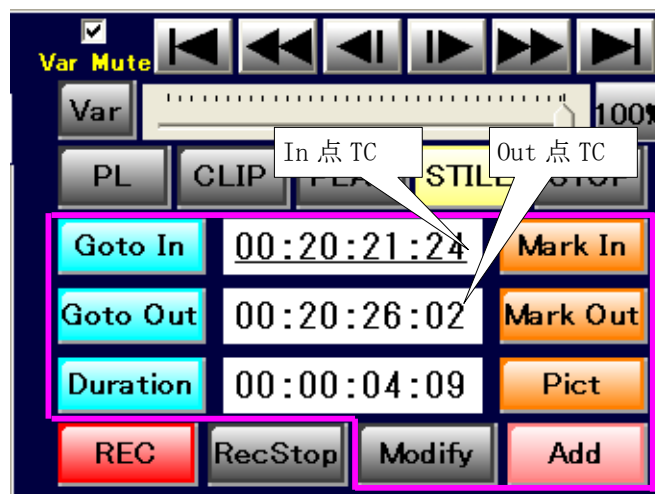 Var Mute
Var 100%
In 点 TC Out 点 TC
PL CLIP STILL STOP
Goto In 00:20:21:24 Mark In
Goto Out 00:20:26:02 Mark Out
Duration 00:00:04:09 Pict
REC RecStop Modify Add